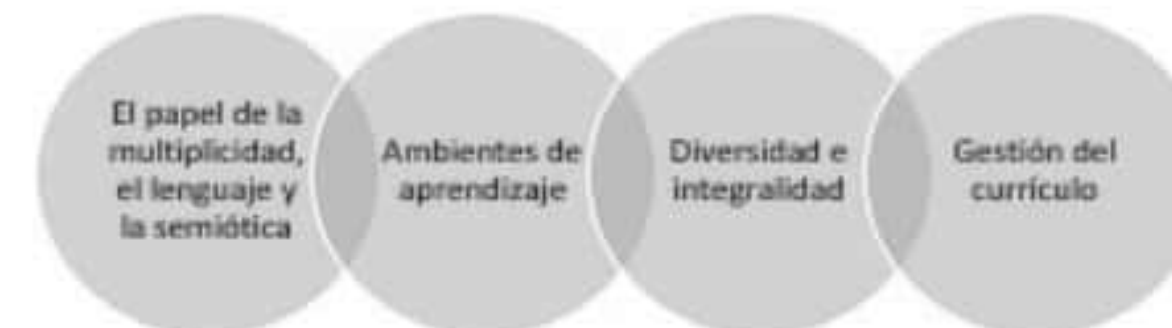 El papel de la
multiplicidad,
el lenguaje y
la semiótica
Ambientes de
aprendizaje
Diversidad e
integralidad
Gestión del
currículo